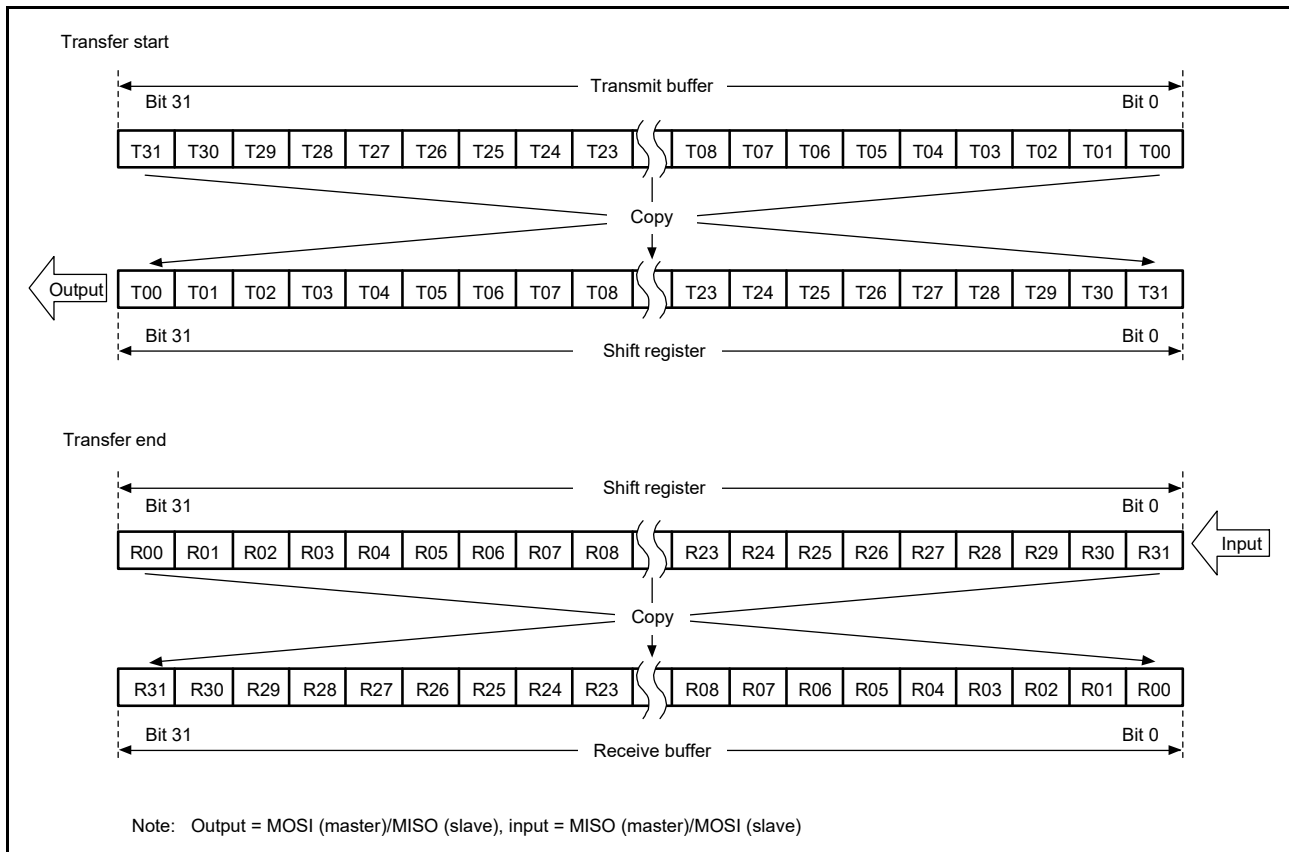 Transfer start
Transmit buffer
Bit 31 Bit 0
T31 T30 T29 T28 T27 T26 T25 T24 T23 T08 T07 T06 T05 T04 T03 T02 T01 T00
Copy
Output T00 T01 T02 T03 T04 T05 T06 T07 T08 T23 T24 T25 T26 T27 T28 T29 T30 T31
Bit 31 Bit 0
Shift register
Transfer end
Shift register
Bit 31 Bit 0
R00 R01 R02 R03 R04 R05 R06 R07 R08 R23 R24 R25 R26 R27 R28 R29 R30 R31 Input
Copy
R31 R30 R29 R28 R27 R26 R25 R24 R23 R08 R07 R06 R05 R04 R03 R02 R01 R00
Bit 31 Bit 0
Receive buffer
Note: Output = MOSI (master)/MISO (slave), input = MISO (master)/MOSI (slave)